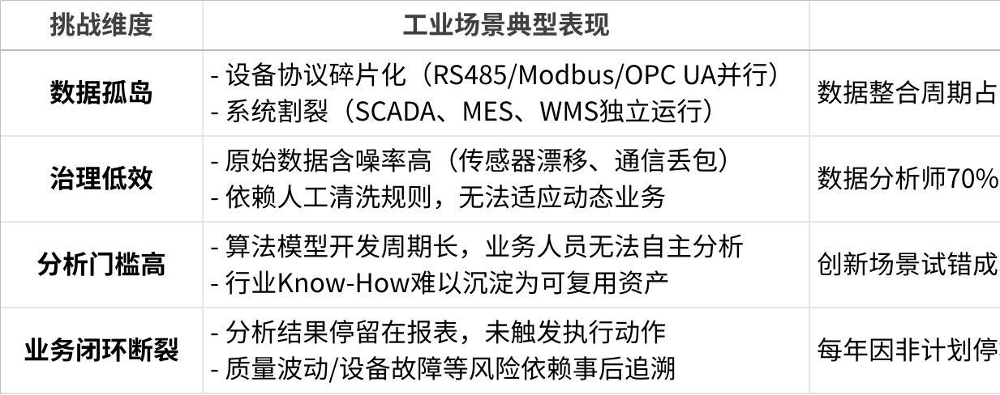 挑战维度 工业场景典型表现
数据孤岛
- 设备协议碎片化（RS485/Modbus/OPC UA并行）
- 系统割裂（SCADA、MES、WMS独立运行）
数据整合周期占
治理低效
- 原始数据含噪率高（传感器漂移、通信丢包）
- 依赖人工清洗规则，无法适应动态业务
数据分析师70%
分析门槛高
- 算法模型开发周期长，业务人员无法自主分析
- 行业Know-How难以沉淀为可复用资产
创新场景试错成
业务闭环断裂
- 分析结果停留在报表，未触发执行动作
- 质量波动/设备故障等风险依赖事后追溯
每年因非计划停